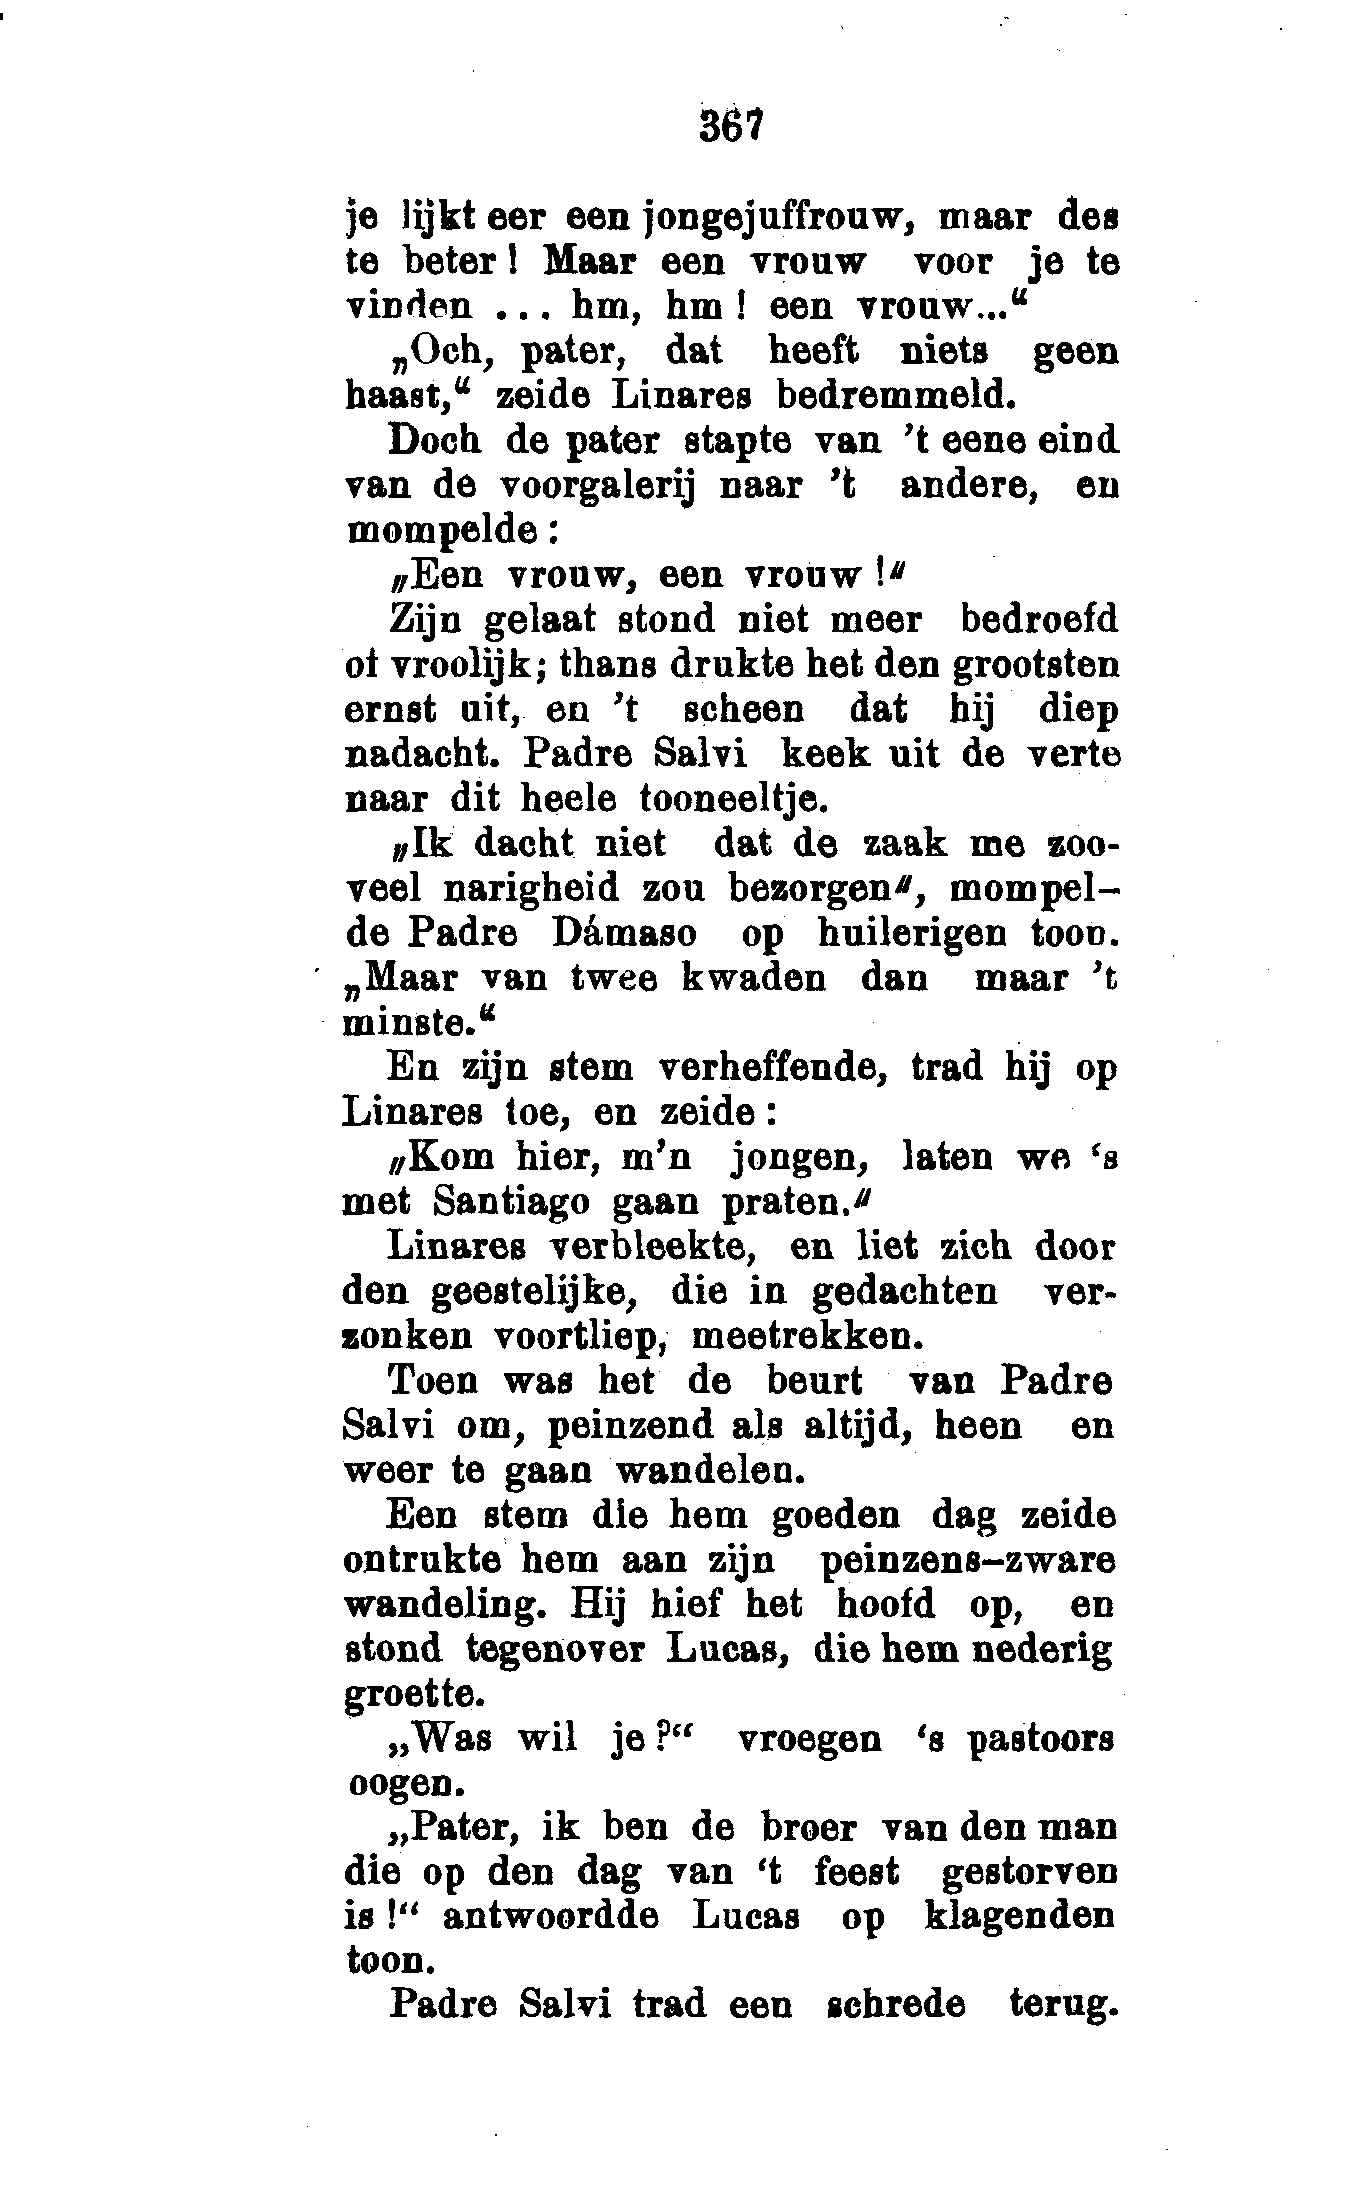 367
je lijkt eer een jongejuffrouw, maar des
te beter! Maar een vrouw voor je te
vinden ... hm, hm! een vrouw...“
„Och, pater, dat heeft niets geen
haast,“ zeide Linares bedremmeld.
Doch de pater stapte van 't eene eind
van de voorgalerij naar 't andere, en
mompelde:
„Een vrouw, een vrouw!“
Zijn gelaat stond niet meer bedroefd
of vroolijk; thans drukte het den grootsten
ernst uit, en 't scheen dat hij diep
nadacht. Padre Salvi keek uit de verte
naar dit heele tooneeltje.
„Ik dacht niet dat de zaak me zoo-
veel narigheid zou bezorgen“, mompel-
de Padre Dámaso op huilerigen toon.
„Maar van twee kwaden dan maar 't
minste.“
En zijn stem verheffende, trad hij op
Linares toe, en zeide:
„Kom hier, m'n jongen, laten we ‘s
met Santiago gaan praten.“
Linares verbleekte, en liet zich door
den geestelijke, die in gedachten ver-
zonken voortliep, meetrekken.
Toen was het de beurt van Padre
Salvi om, peinzend als altijd, heen en
weer te gaan wandelen.
Een stem die hem goeden dag zeide
ontrukte hem aan zijn peinzens-zware
wandeling. Hij hief het hoofd op, en
stond tegenover Lucas, die hem nederig
groette.
„Was wil je?“ vroegen ‘s pastoors
oogen.
„Pater, ik ben de broer van den man
die op den dag van ‘t feest gestorven
is!“ antwoordde Lucas op klagenden
toon.
Padre Salvi trad een schrede terug.